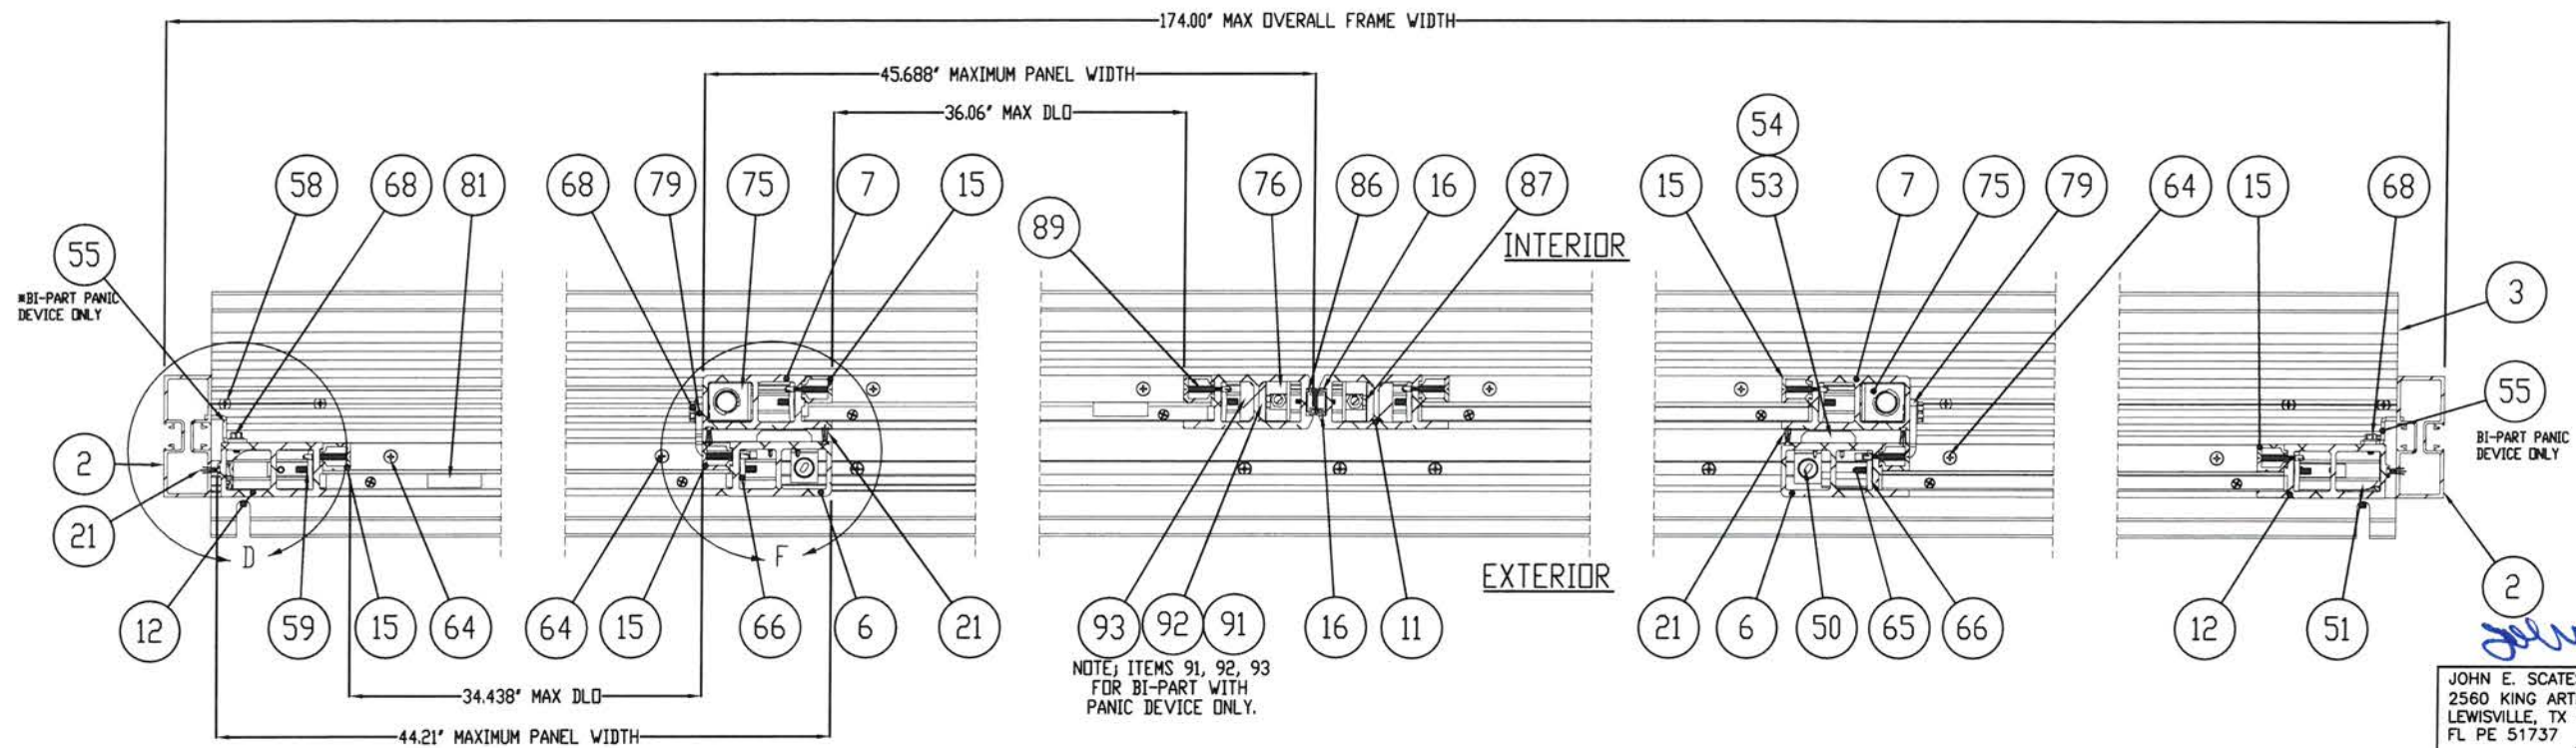 174.00" MAX OVERALL FRAME WIDTH
45.688" MAXIMUM PANEL WIDTH
36.06" MAX DLO
54
58 68 81 68 79 75 7 15 76 86 16 87 15 53 7 75 79 64 15 68
89
INTERIOR
55
*BI-PART PANIC
DEVICE ONLY
3
55
BI-PART PANIC
DEVICE ONLY
2
21
D
F
EXTERIOR
2
12 59 15 64 64 15 66 6 21 93 92 91 16 11 21 6 50 65 66 12 51
NOTE; ITEMS 91, 92, 93
FOR BI-PART WITH
PANIC DEVICE ONLY.
34.438" MAX DLO
44.21" MAXIMUM PANEL WIDTH
JOHN E.
2560 KING
LEWISVILLE, TX
FL PE 51737